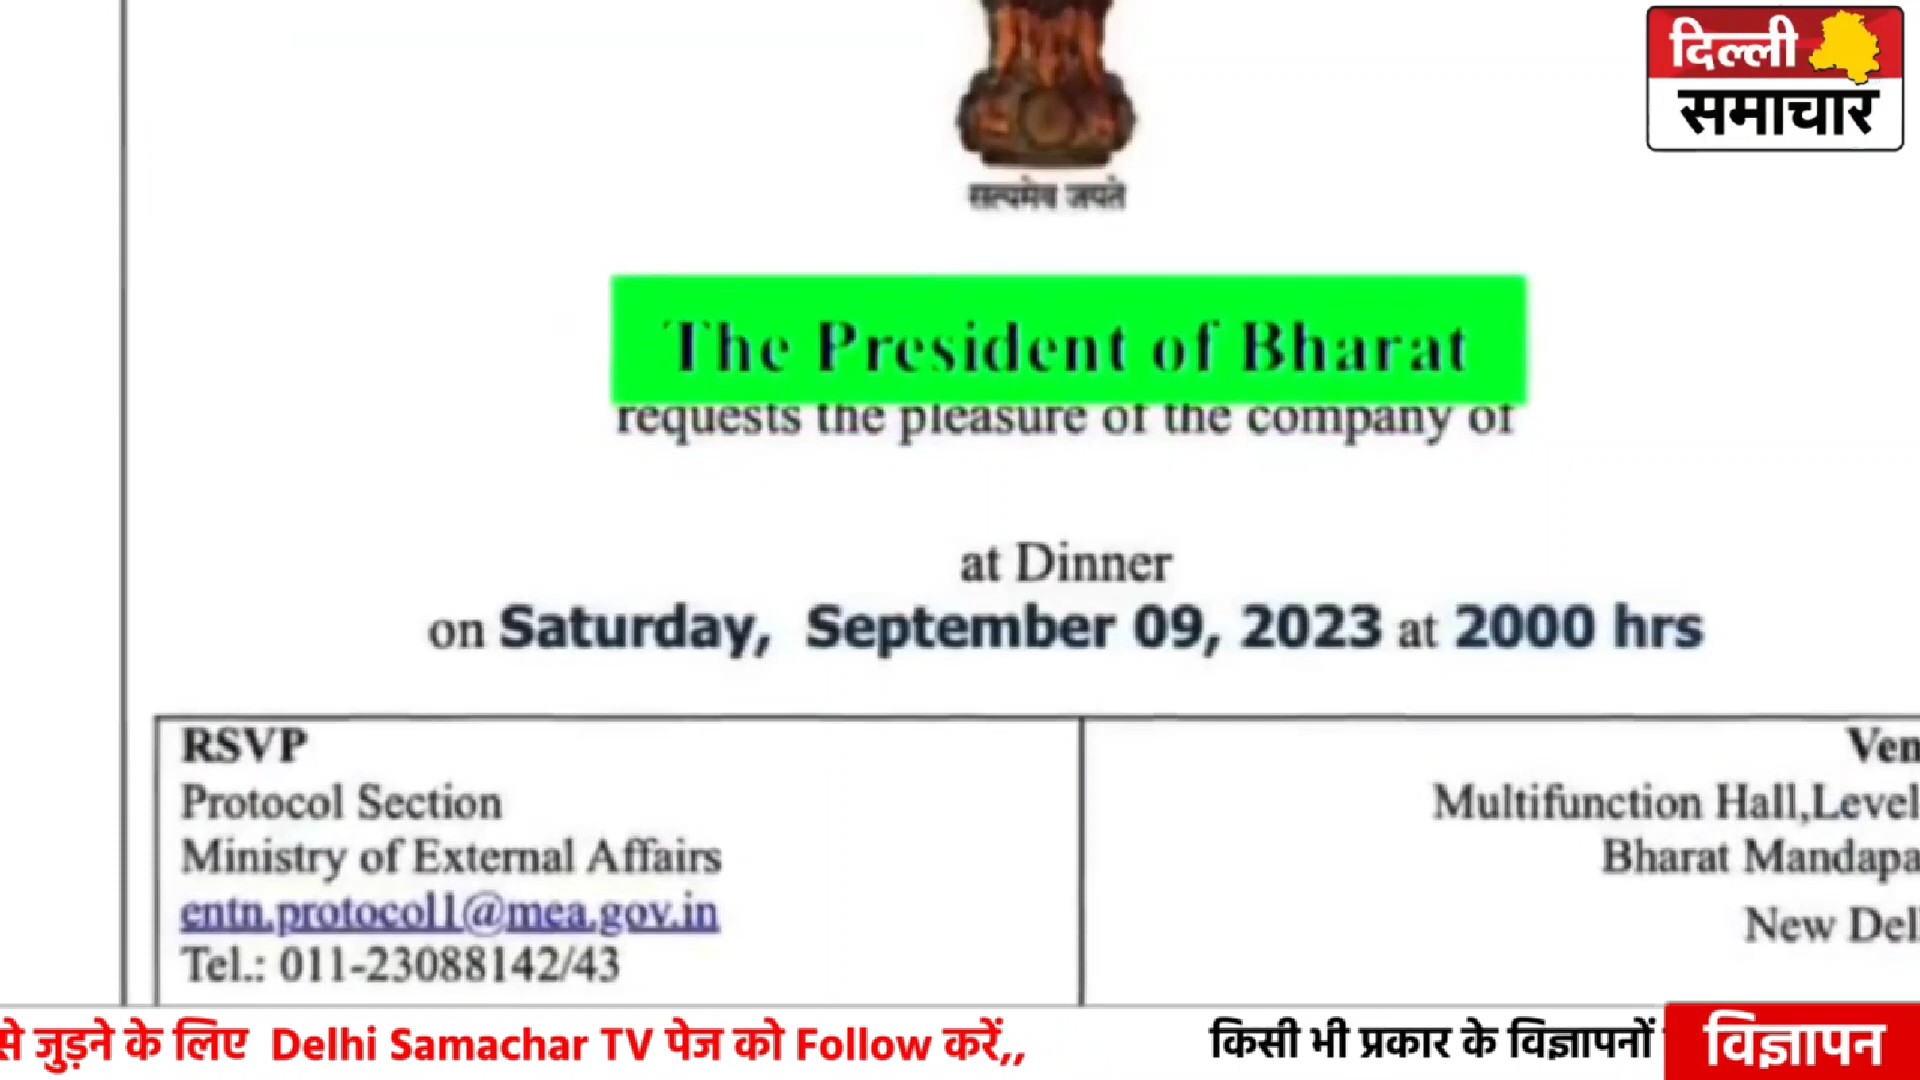 दिल्ली
समाचार
सत्यमेव जयते
The President of Bharat
requests the pleasure of the company of
at Dinner
on Saturday, September 09, 2023 at 2000 hrs
RSVP
Protocol Section
Ministry of External Affairs
entn.protocol1@mea.gov.in
Tel.: 011-23088142/43
Multifunction Hall,Level
Bharat
New
से जुड़ने के लिए Delhi Samachar TV पेज को Follow करें,,
किसी भी प्रकार के विज्ञापनों
विज्ञापन